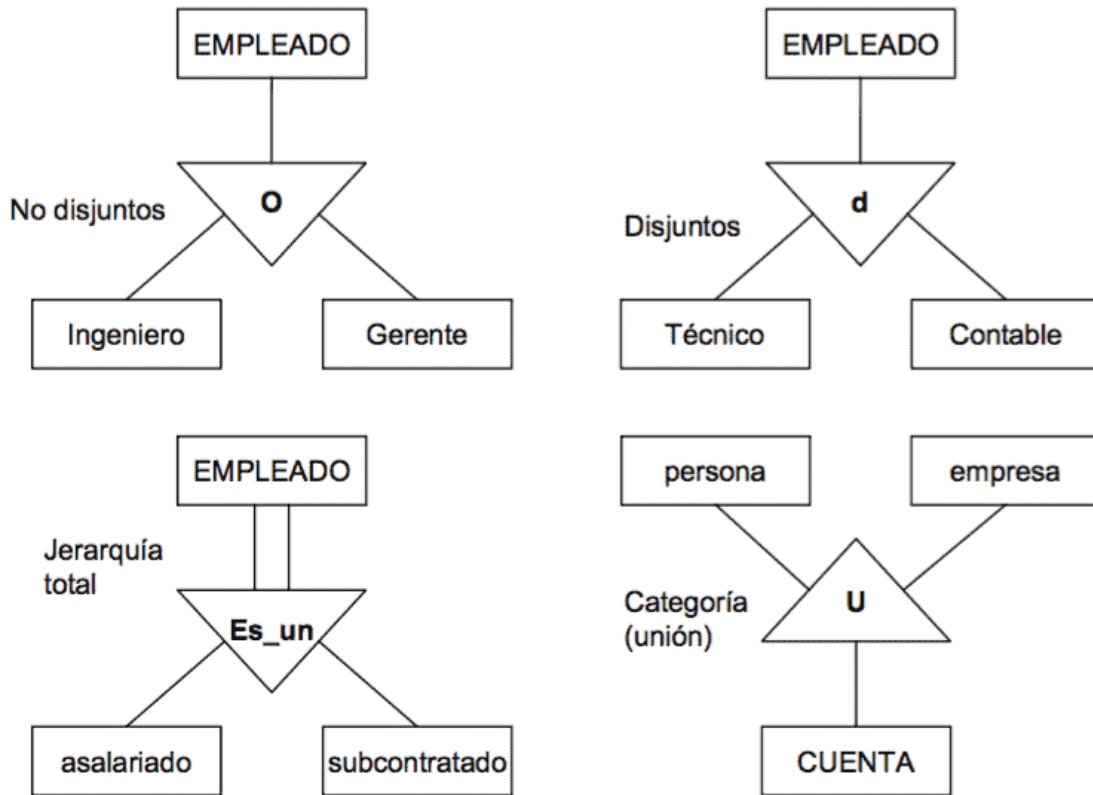 EMPLEADO
O
No disjuntos
Ingeniero
Gerente
EMPLEADO
d
Disjuntos
Técnico
Contable
EMPLEADO
Jerarquía
total
Es_un
asalariado
subcontratado
persona
empresa
Categoría
(unión)
U
CUENTA